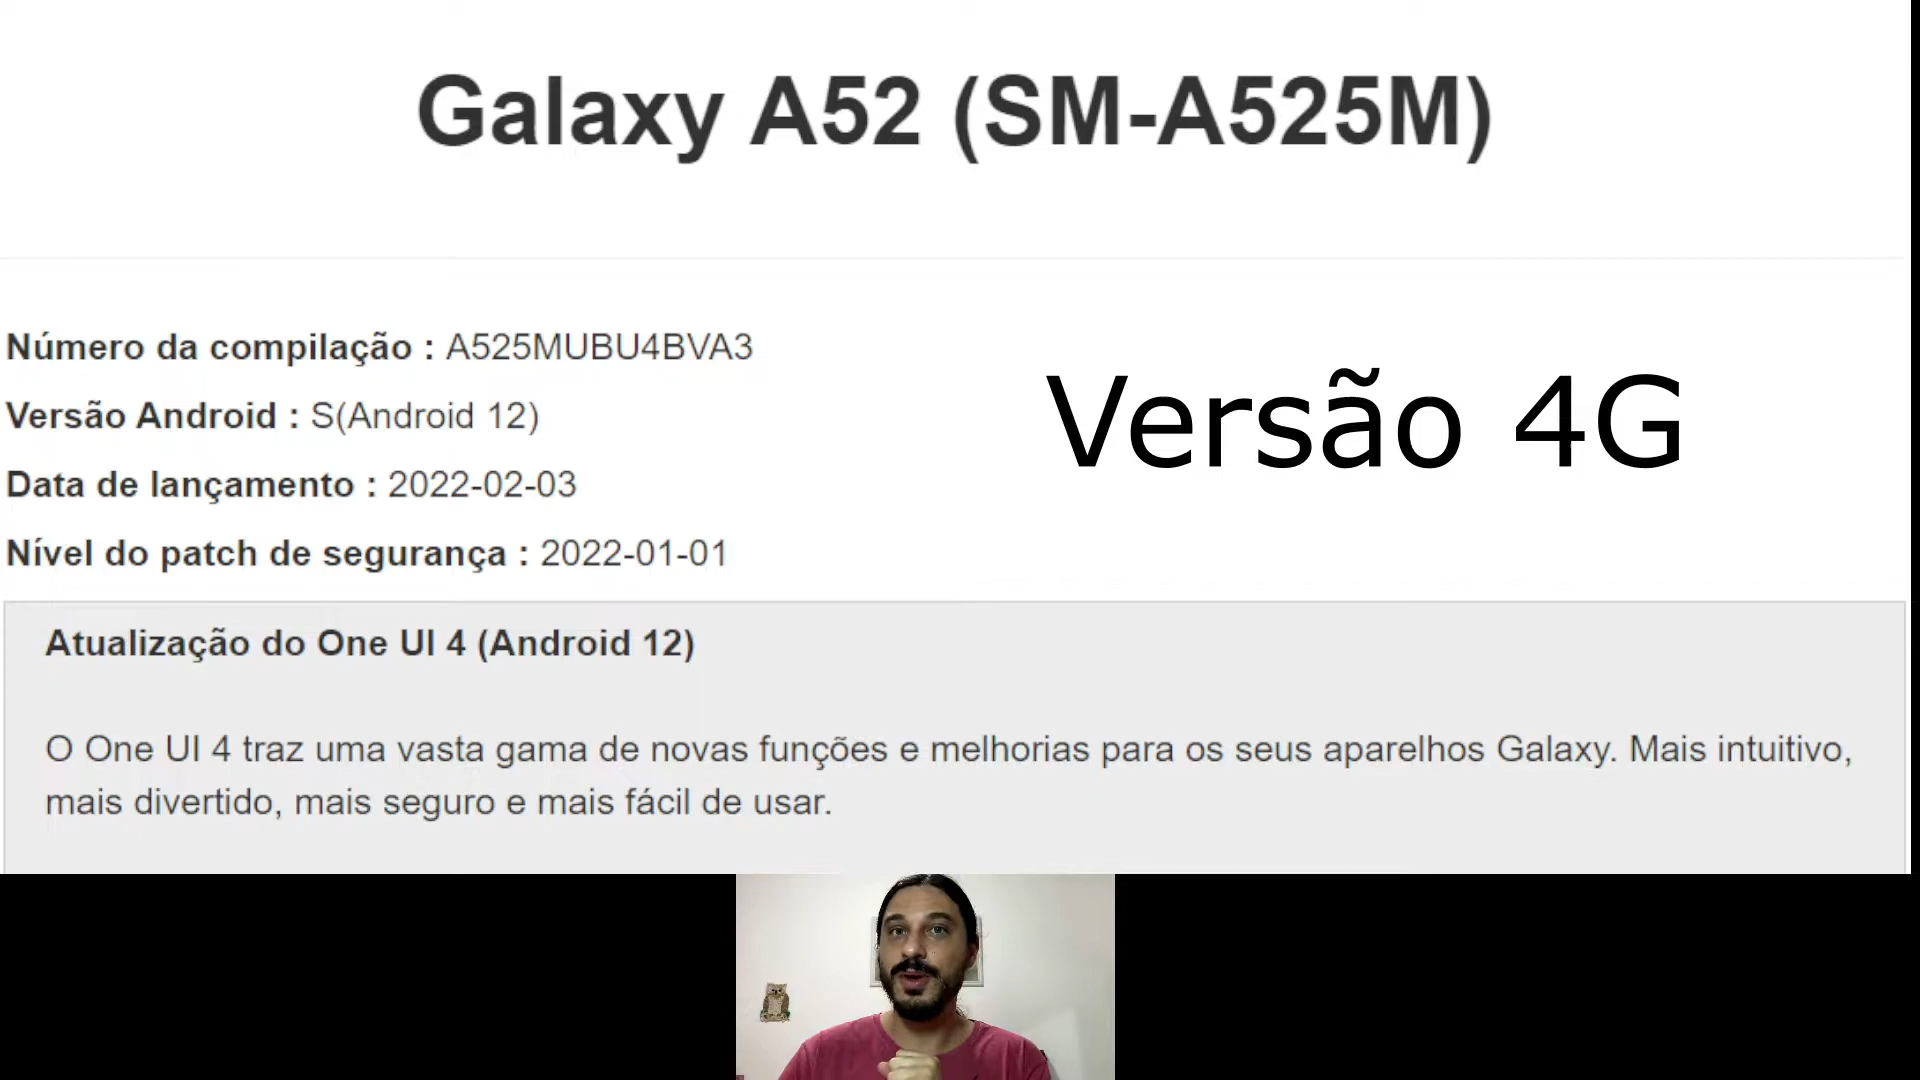 Galaxy A52 (SM-A525M)
Número da compilação : A525MUBU4BVA3
Versão Android : S(Android 12)
Data de lançamento : 2022-02-03
Nível do patch de segurança : 2022-01-01
Versão 4G
Atualização do One UI 4 (Android 12)
O One UI 4 traz uma vasta gama de novas funções e melhorias para os seus aparelhos Galaxy. Mais intuitivo,
mais divertido, mais seguro e mais fácil de usar.